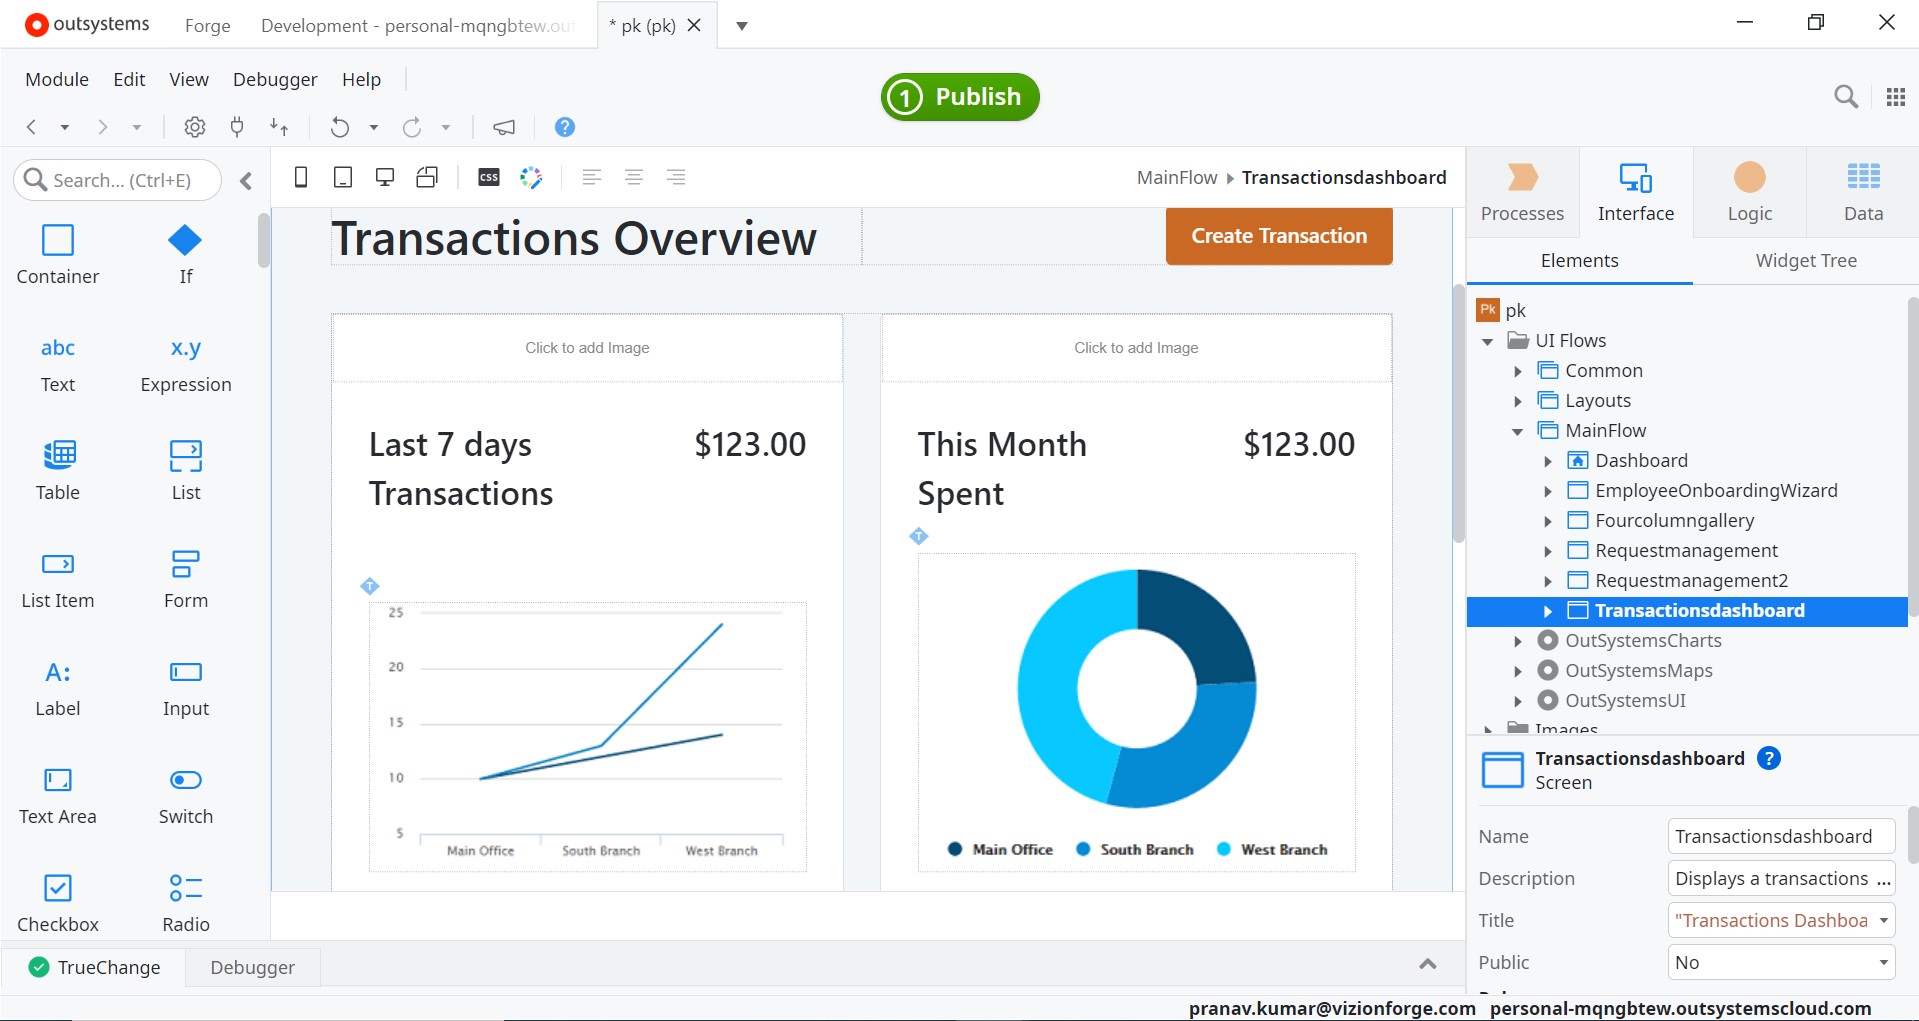 outsystems Forge Development - personal-mqngbtew.out * pk (pk)
Module Edit View Debugger Help
1 Publish
css
Search... (Ctrl+E)
MainFlow Transactionsdashboard
Container If
abc x.y
Text Expression
Table List
List Item Form
A:
Label Input
Text Area Switch
Checkbox Radio
Transactions Overview
Create Transaction
Click to add Image
Click to add Image
Last 7 days
Transactions
$123.00
T
25
20
15
10
5
Main Office South Branch West Branch
This Month
Spent
$123.00
T
Main Office South Branch West Branch
Processes Interface Logic Data
Elements Widget Tree
Pk pk
UI Flows
Common
Layouts
MainFlow
Dashboard
EmployeeOnboardingWizard
Fourcolumngallery
Requestmanagement
Requestmanagement2
Transactionsdashboard
OutSystemsCharts
OutSystemsMaps
OutSystemsUI
Images
Transactionsdashboard ?
Screen
Name Transactionsdashboard
Description Displays a transactions ...
Title "Transactions Dashboa
Public No
TrueChange Debugger
pranav.kumar@vizionforge.com personal-mqngbtew.outsystemscloud.com